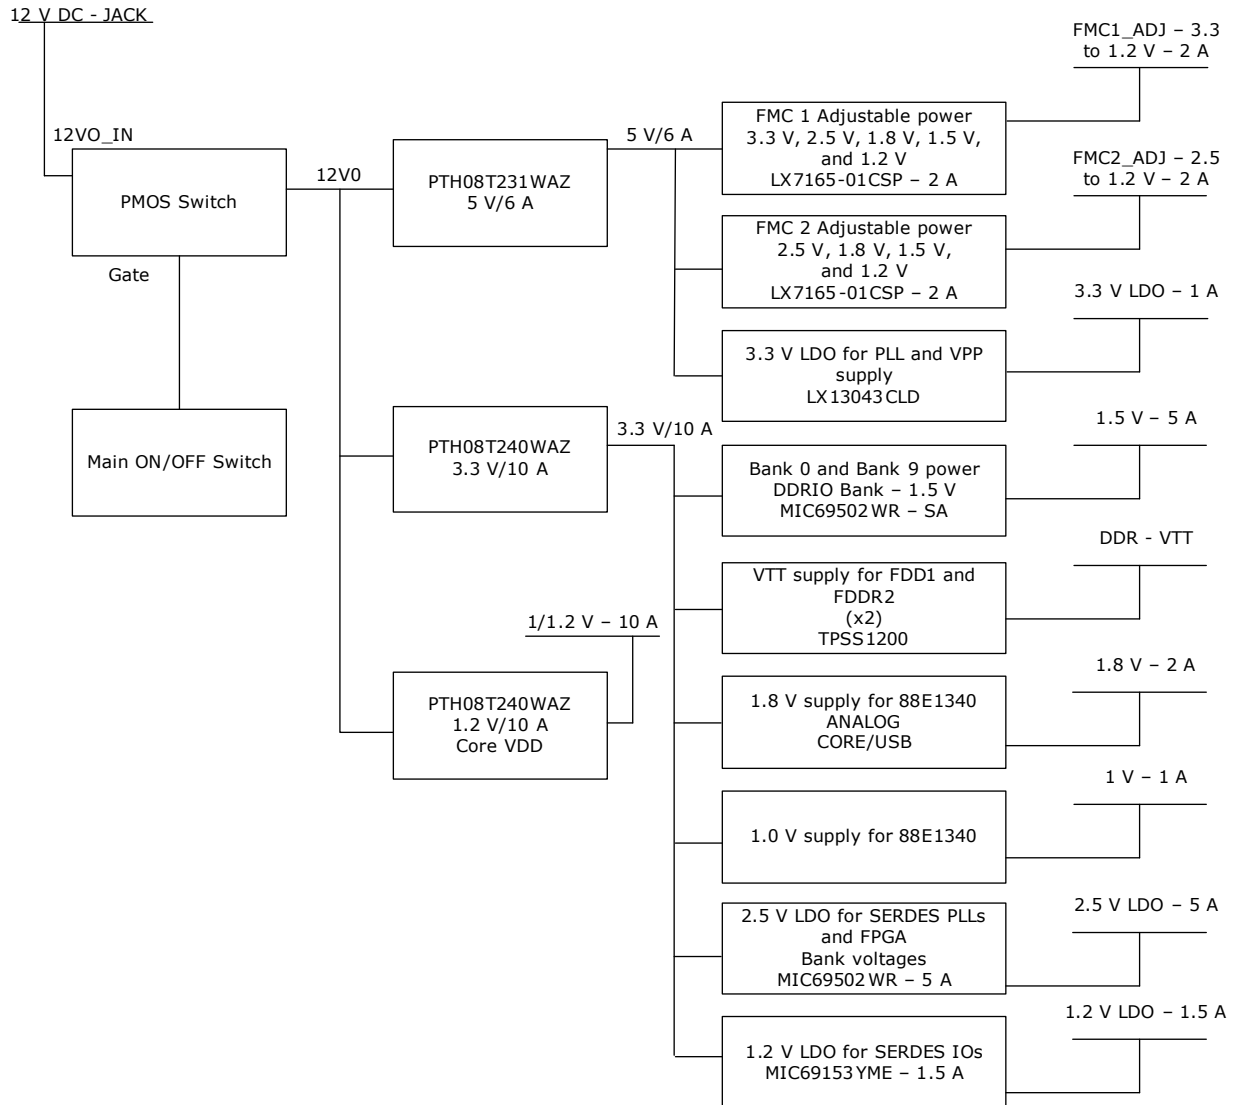 12 V DC - JACK
12VO_IN
PMOS Switch
Gate
Main ON/OFF Switch
12V0
PTH08T231WAZ
5 V/6 A
PTH08T240WAZ
3.3 V/10 A
1/1.2 V – 10 A
PTH08T240WAZ
1.2 V/10 A
Core VDD
5 V/6 A
3.3 V/10 A
FMC 1 Adjustable power
3.3 V, 2.5 V, 1.8 V, 1.5 V,
and 1.2 V
LX7165-01CSP – 2 A
FMC 2 Adjustable power
2.5 V, 1.8 V, 1.5 V,
and 1.2 V
LX7165-01CSP – 2 A
3.3 V LDO for PLL and VPP
supply
LX13043CLD
Bank 0 and Bank 9 power
DDRIO Bank – 1.5 V
MIC69502WR – SA
VTT supply for FDD1 and
FDDR2
(x2)
TPSS1200
1.8 V supply for 88E1340
ANALOG
CORE/USB
1.0 V supply for 88E1340
2.5 V LDO for SERDES PLLs
and FPGA
Bank voltages
MIC69502WR – 5 A
1.2 V LDO for SERDES IOs
MIC69153YME – 1.5 A
FMC1_ADJ – 3.3
to 1.2 V – 2 A
FMC2_ADJ – 2.5
to 1.2 V – 2 A
3.3 V LDO – 1 A
1.5 V – 5 A
DDR - VTT
1.8 V – 2 A
1 V – 1 A
2.5 V LDO – 5 A
1.2 V LDO – 1.5 A